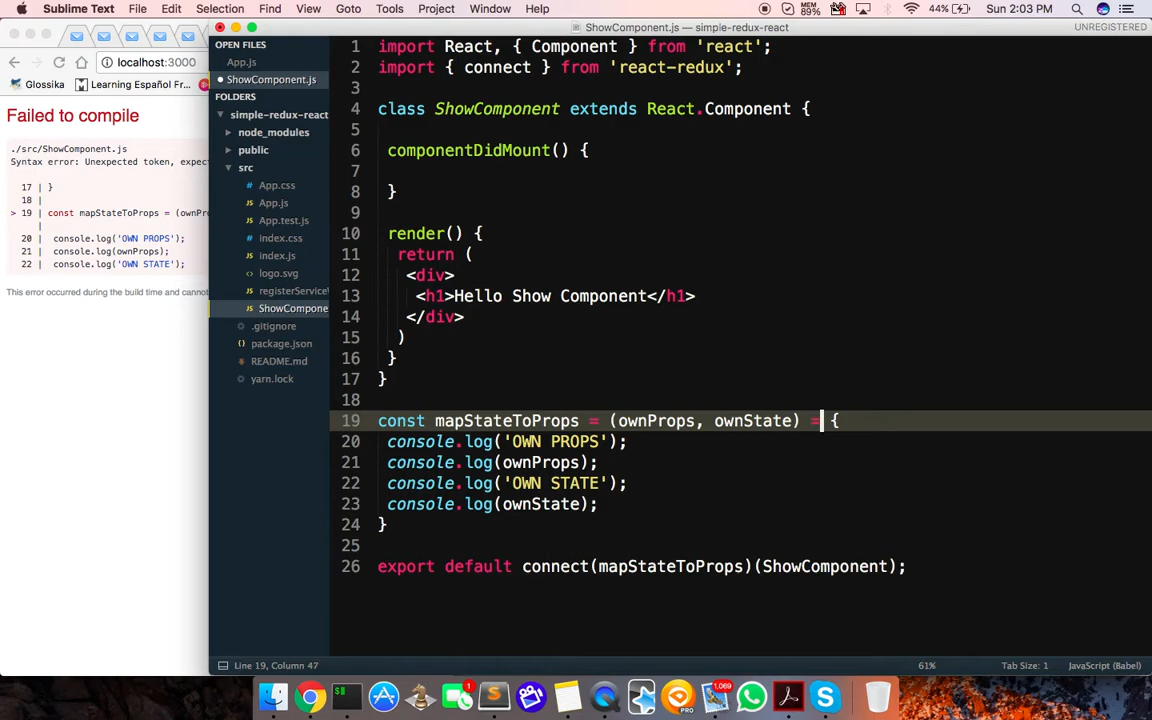 Sublime Text File Edit Selection Find View Goto Tools Project Window Help MEM 89% 44% Sun 2:03 PM
ShowComponent.js — simple-redux-react UNREGISTERED
localhost:3000
Glossika Learning Español Fr...
Failed to compile
./src/ShowComponent.js
Syntax error: Unexpected token, expec
17 | }
18 |
> 19 | const mapStateToProps = (ownPr
|
20 | console.log('OWN PROPS');
21 | console.log(ownProps);
22 | console.log('OWN STATE');
This error occurred during the build time and cannot
OPEN FILES
App.js
ShowComponent.js
FOLDERS
simple-redux-react
node_modules
public
src
App.css
App.js
App.test.js
index.css
index.js
logo.svg
registerServiceW
ShowCompone
.gitignore
package.json
README.md
yarn.lock
1 import React, { Component } from 'react';
2 import { connect } from 'react-redux';
3
4 class ShowComponent extends React.Component {
5
6 componentDidMount() {
7
8 }
9
10 render() {
11 return (
12 <div>
13 <h1>Hello Show Component</h1>
14 </div>
15 )
16 }
17 }
18
19 const mapStateToProps = (ownProps, ownState) = {
20 console.log('OWN PROPS');
21 console.log(ownProps);
22 console.log('OWN STATE');
23 console.log(ownState);
24 }
25
26 export default connect(mapStateToProps)(ShowComponent);
Line 19, Column 47 61% Tab Size: 1 JavaScript (Babel)
1
1,069
PRO